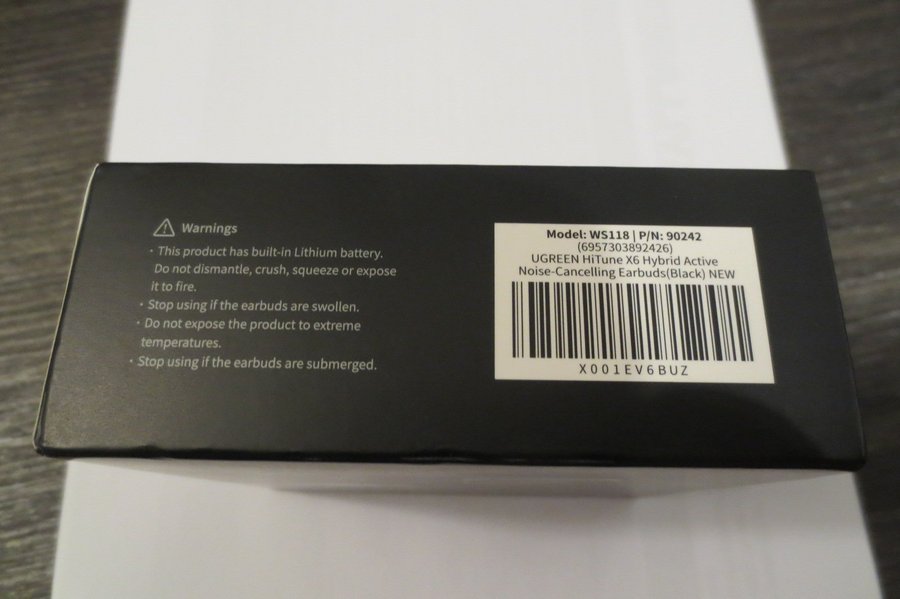 Warnings
· This product has built-in Lithium battery.
Do not dismantle, crush, squeeze or expose
it to fire.
· Stop using if the earbuds are swollen.
· Do not expose the product to extreme
temperatures.
· Stop using if the earbuds are submerged.
Model: WS118 | P/N: 90242
(6957303892426)
UGREEN HiTune X6 Hybrid Active
Noise-Cancelling Earbuds(Black) NEW
X001EV6BUZ